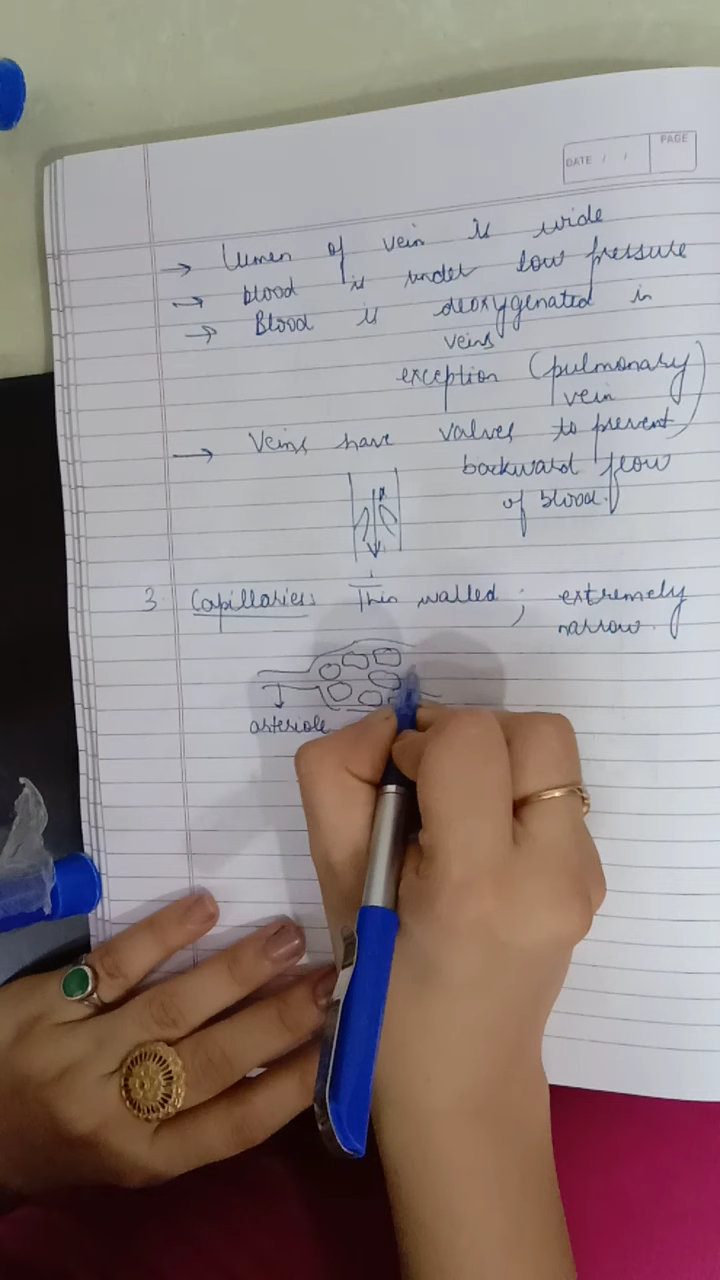 DATE / / PAGE
→ lumen of vein is wide
→ blood is under low pressure
→ Blood is deoxygenated in
veins
exception (pulmonary
vein)
→ Veins have valves to prevent
backward flow
of blood.
3. Capillaries: Thin walled; extremely
narrow.
arteriole